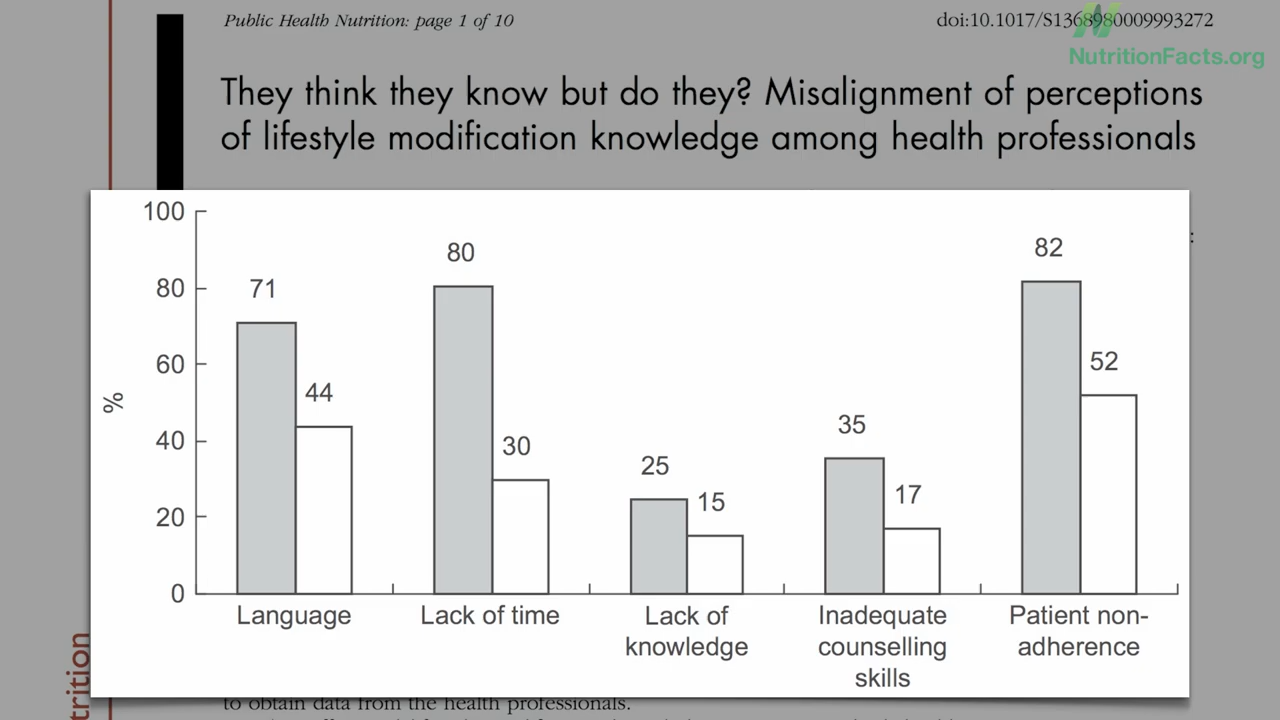 Public Health Nutrition: page 1 of 10
doi:10.1017/S1368980009993272
NutritionFacts.org
They think they know but do they? Misalignment of perceptions
of lifestyle modification knowledge among health professionals
100
80
60
40
20
0
%
71
44
80
30
25
15
35
17
82
52
Language
Lack of time
Lack of
knowledge
Inadequate
counselling
skills
Patient non-
adherence
:
trition
to obtain data from the health professionals.